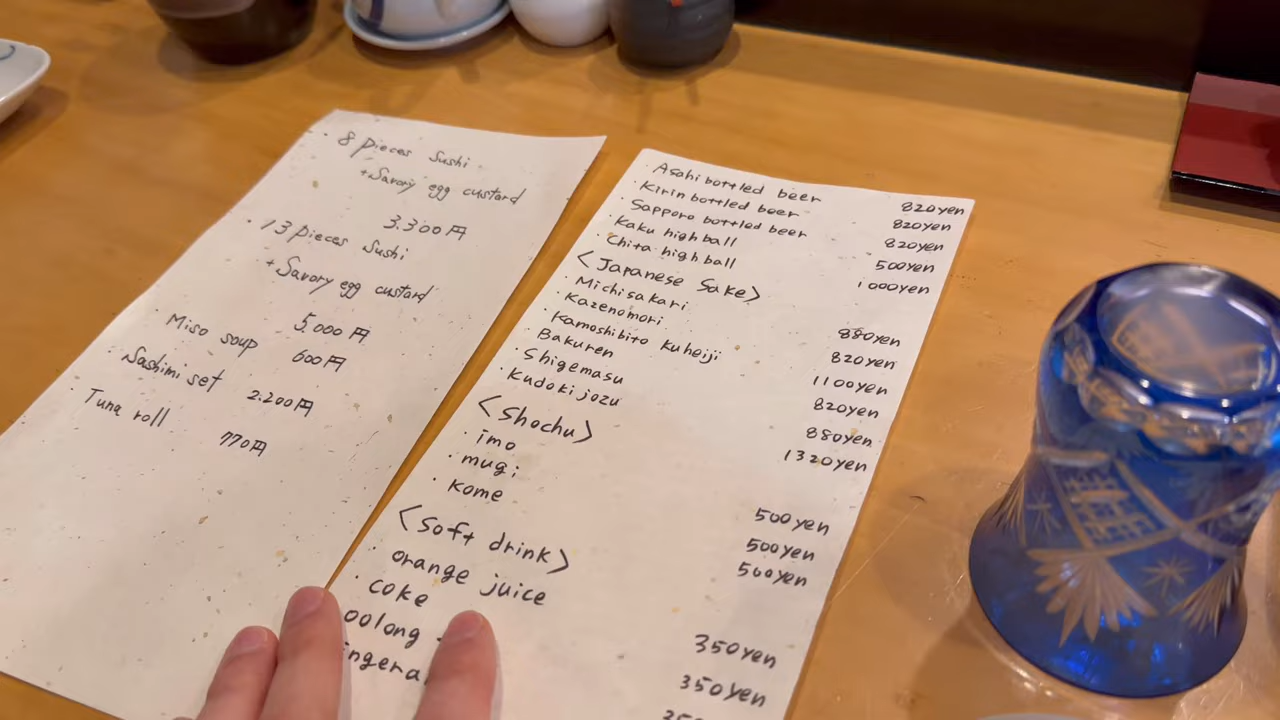 8 pieces sushi
+Savory egg custard
3.300円
・13 pieces sushi
+Savory egg custard
5.000円
・Miso soup 600円
・Sashimi set 2.200円
・Tuna roll 770円
・Asahi bottled beer 820yen
・Kirin bottled beer 820yen
・Sapporo bottled beer 820yen
・Kaku highball 500yen
・Chita highball 1000yen
〈Japanese Sake〉
・Michisakari 880yen
・Kazenomori 820yen
・Kamoshibito Kuheiji 1100yen
・Bakuren 820yen
・Shigemasu 880yen
・Kudokijozu 1320yen
〈Shochu〉
・imo 500yen
・mugi 500yen
・Kome 500yen
〈Soft drink〉
・orange juice 350yen
・coke 350yen
oolong